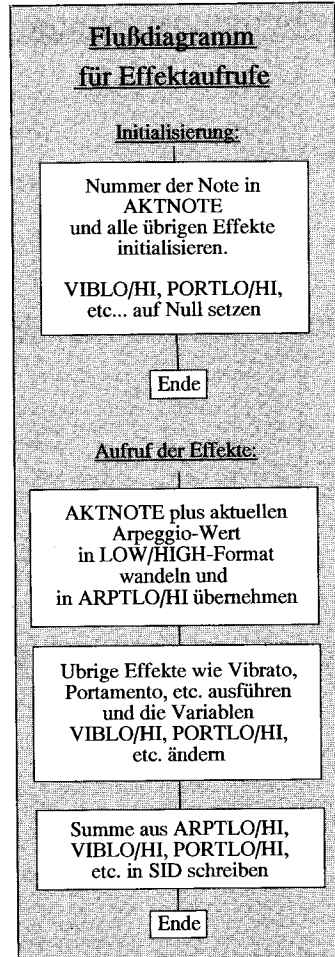 Flußdiagramm
für Effektaufrufe
Initialisierung:
Nummer der Note in
AKTNOTE
und alle übrigen Effekte
initialisieren.
VIBLO/HI, PORTLO/HI,
etc... auf Null setzen
Ende
Aufruf der Effekte:
AKTNOTE plus aktuellen
Arpeggio-Wert
in LOW/HIGH-Format
wandeln und
in ARPTLO/HI übernehmen
Ubrige Effekte wie Vibrato,
Portamento, etc. ausführen
und die Variablen
VIBLO/HI, PORTLO/HI,
etc. ändern
Summe aus ARPTLO/HI,
VIBLO/HI, PORTLO/HI,
etc. in SID schreiben
Ende